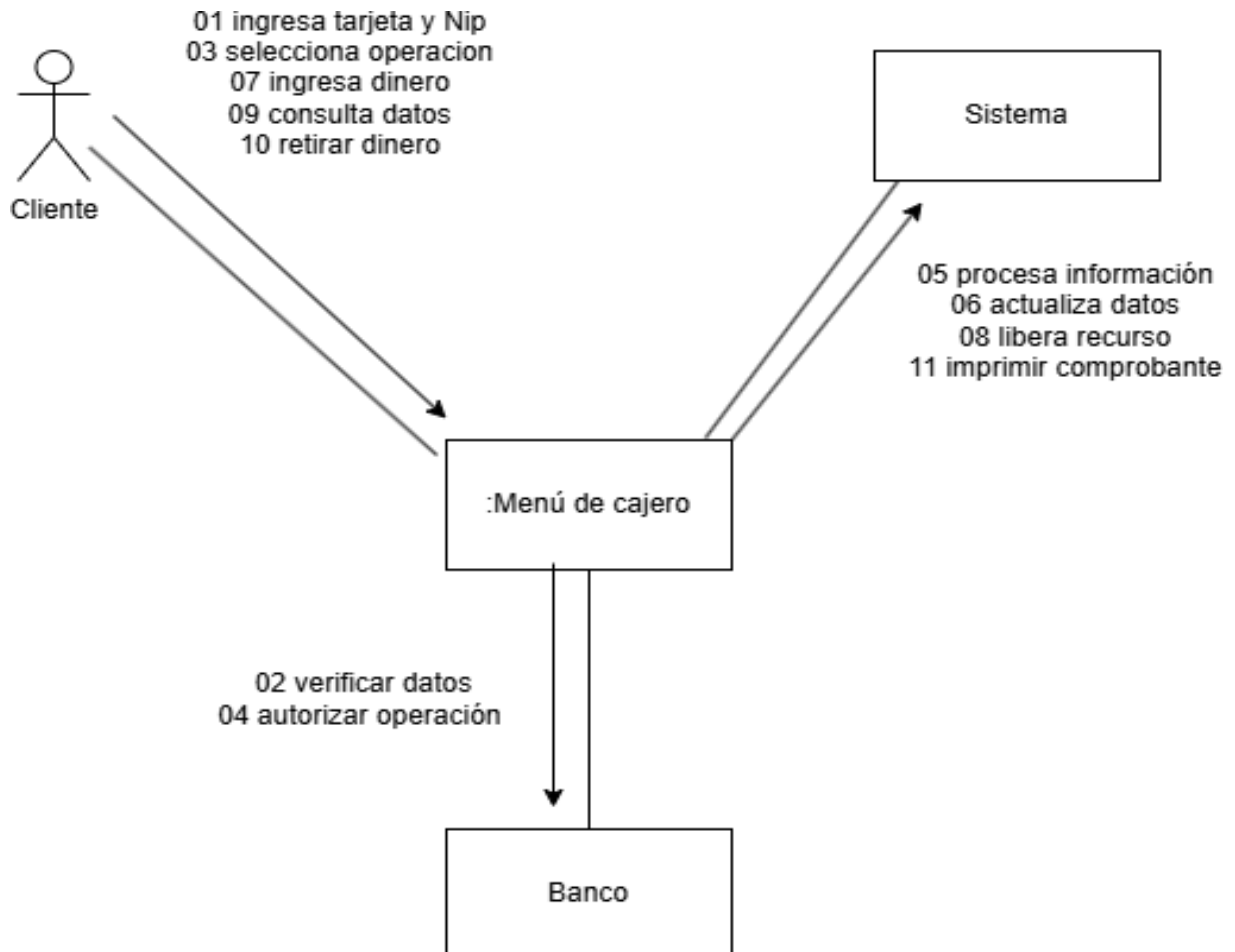 01 ingresa tarjeta y Nip
03 selecciona operacion
07 ingresa dinero
09 consulta datos
10 retirar dinero
Cliente
Sistema
05 procesa información
06 actualiza datos
08 libera recurso
11 imprimir comprobante
:Menú de cajero
02 verificar datos
04 autorizar operación
Banco